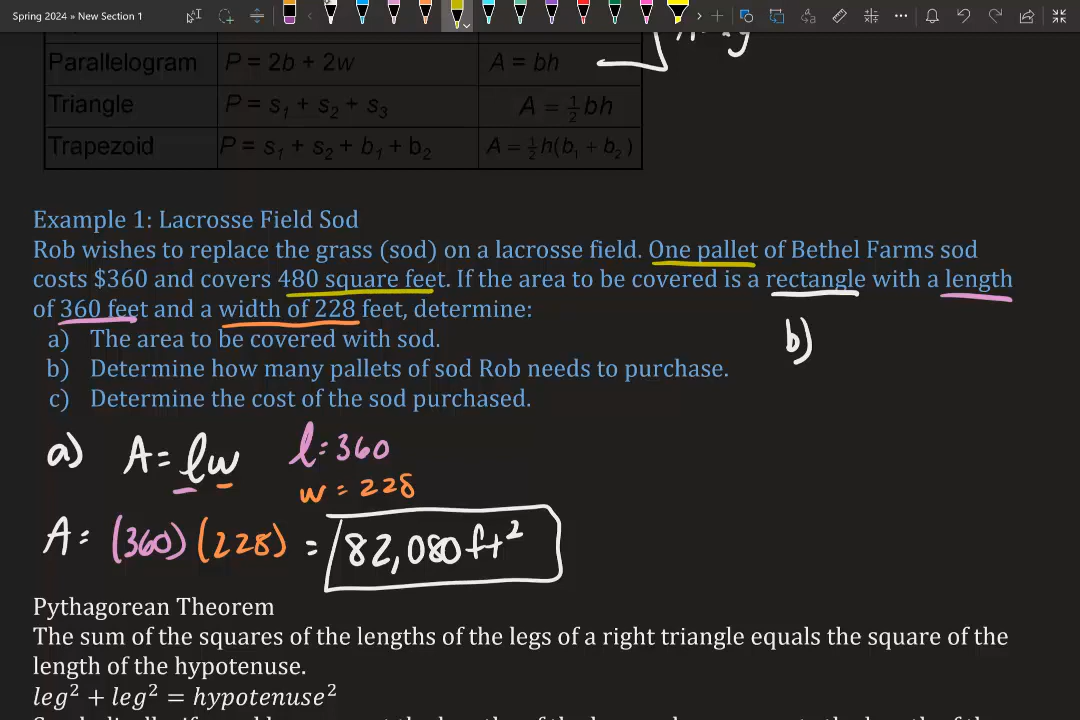 Spring 2024 » New Section 1
Parallelogram P = 2b + 2w A = bh
Triangle P = s₁ + s₂ + s₃ A = ½bh
Trapezoid P = s₁ + s₂ + b₁ + b₂ A = ½h(b₁ + b₂)
Example 1: Lacrosse Field Sod
Rob wishes to replace the grass (sod) on a lacrosse field. One pallet of Bethel Farms sod
costs $360 and covers 480 square feet. If the area to be covered is a rectangle with a length
of 360 feet and a width of 228 feet, determine:
a) The area to be covered with sod.
b) Determine how many pallets of sod Rob needs to purchase.
c) Determine the cost of the sod purchased.
b)
a) A = lw l = 360
w = 228
A = (360)(228) = 82,080 ft²
Pythagorean Theorem
The sum of the squares of the lengths of the legs of a right triangle equals the square of the
length of the hypotenuse.
leg² + leg² = hypotenuse²